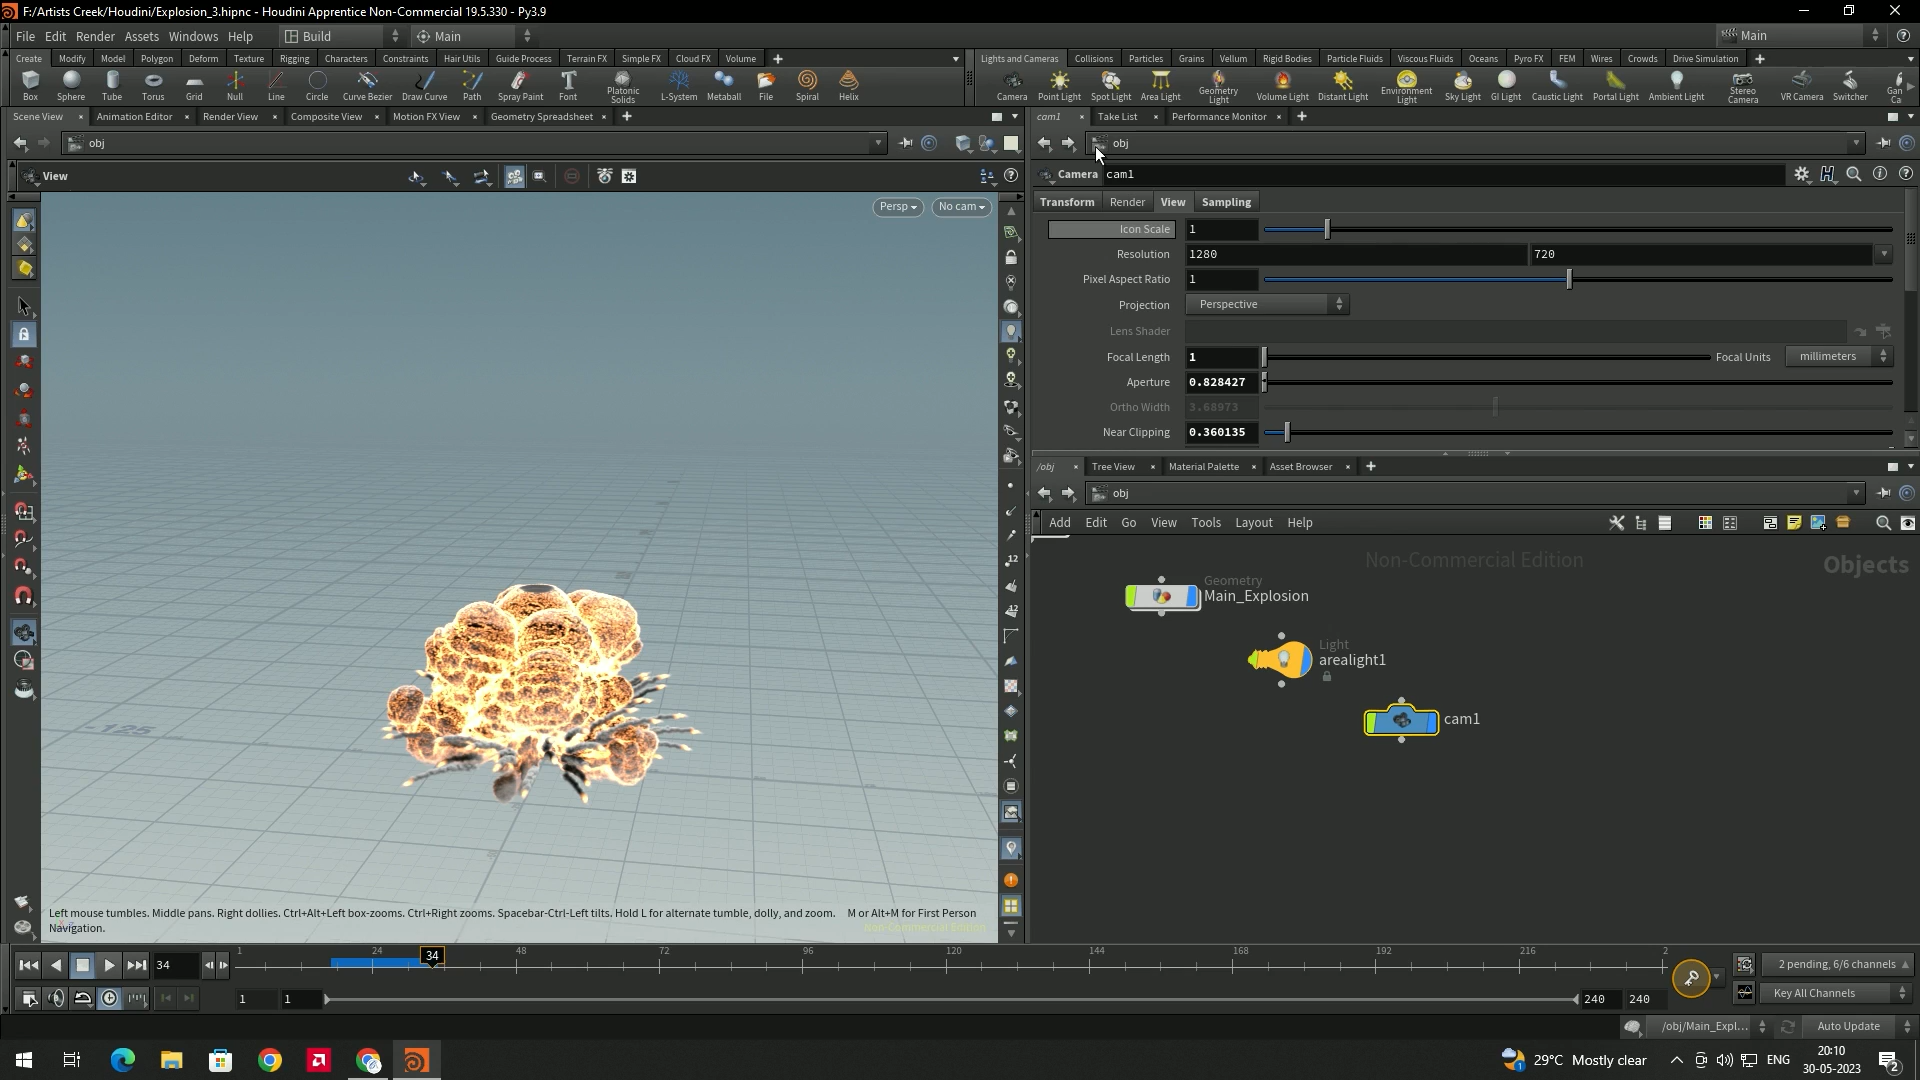 F:/Artists Creek/Houdini/Explosion_3.hipnc - Houdini Apprentice Non-Commercial 19.5.330 - Py3.9
File Edit Render Assets Windows Help Build Main Main
Create Modify Model Polygon Deform Texture Rigging Characters Constraints Hair Utils Guide Process Terrain FX Simple FX Cloud FX Volume
Lights and Cameras Collisions Particles Grains Vellum Rigid Bodies Particle Fluids Viscous Fluids Oceans Pyro FX FEM Wires Crowds Drive Simulation
Box Sphere Tube Torus Grid Null Line Circle Curve Bezier Draw Curve Path Spray Paint Font Platonic Solids L-System Metaball File Spiral Helix
Camera Point Light Spot Light Area Light Geometry Light Volume Light Distant Light Environment Light Sky Light GI Light Caustic Light Portal Light Ambient Light Stereo Camera VR Camera Switcher Gan Ca
Scene View Animation Editor Render View Composite View Motion FX View Geometry Spreadsheet
cam1 Take List Performance Monitor
obj
obj
View
Camera cam1
Transform Render View Sampling
Persp No cam
Icon Scale 1
Resolution 1280 720
Pixel Aspect Ratio 1
Projection Perspective
Lens Shader
Focal Length 1 Focal Units millimeters
Aperture 0.828427
Ortho Width 3.68973
Near Clipping 0.360135
/obj Tree View Material Palette Asset Browser
obj
Add Edit Go View Tools Layout Help
Non-Commercial Edition
Objects
Geometry
Main_Explosion
Light
arealight1
cam1
12
12
-125
Left mouse tumbles. Middle pans. Right dollies. Ctrl+Alt+Left box-zooms. Ctrl+Right zooms. Spacebar-Ctrl-Left tilts. Hold L for alternate tumble, dolly, and zoom. M or Alt+M for First Person
Navigation.
Non-Commercial Edition
34 1 24 34 48 72 96 120 144 168 192 216 2
2 pending, 6/6 channels
1 1 240 240
Key All Channels
/obj/Main_Expl... Auto Update
29°C Mostly clear ENG
20:10
30-05-2023
2